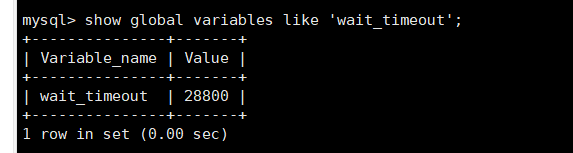 mysql> show global variables like 'wait_timeout';
+---------------+-------+
| Variable_name | Value |
+---------------+-------+
| wait_timeout  | 28800 |
+---------------+-------+
1 row in set (0.00 sec)